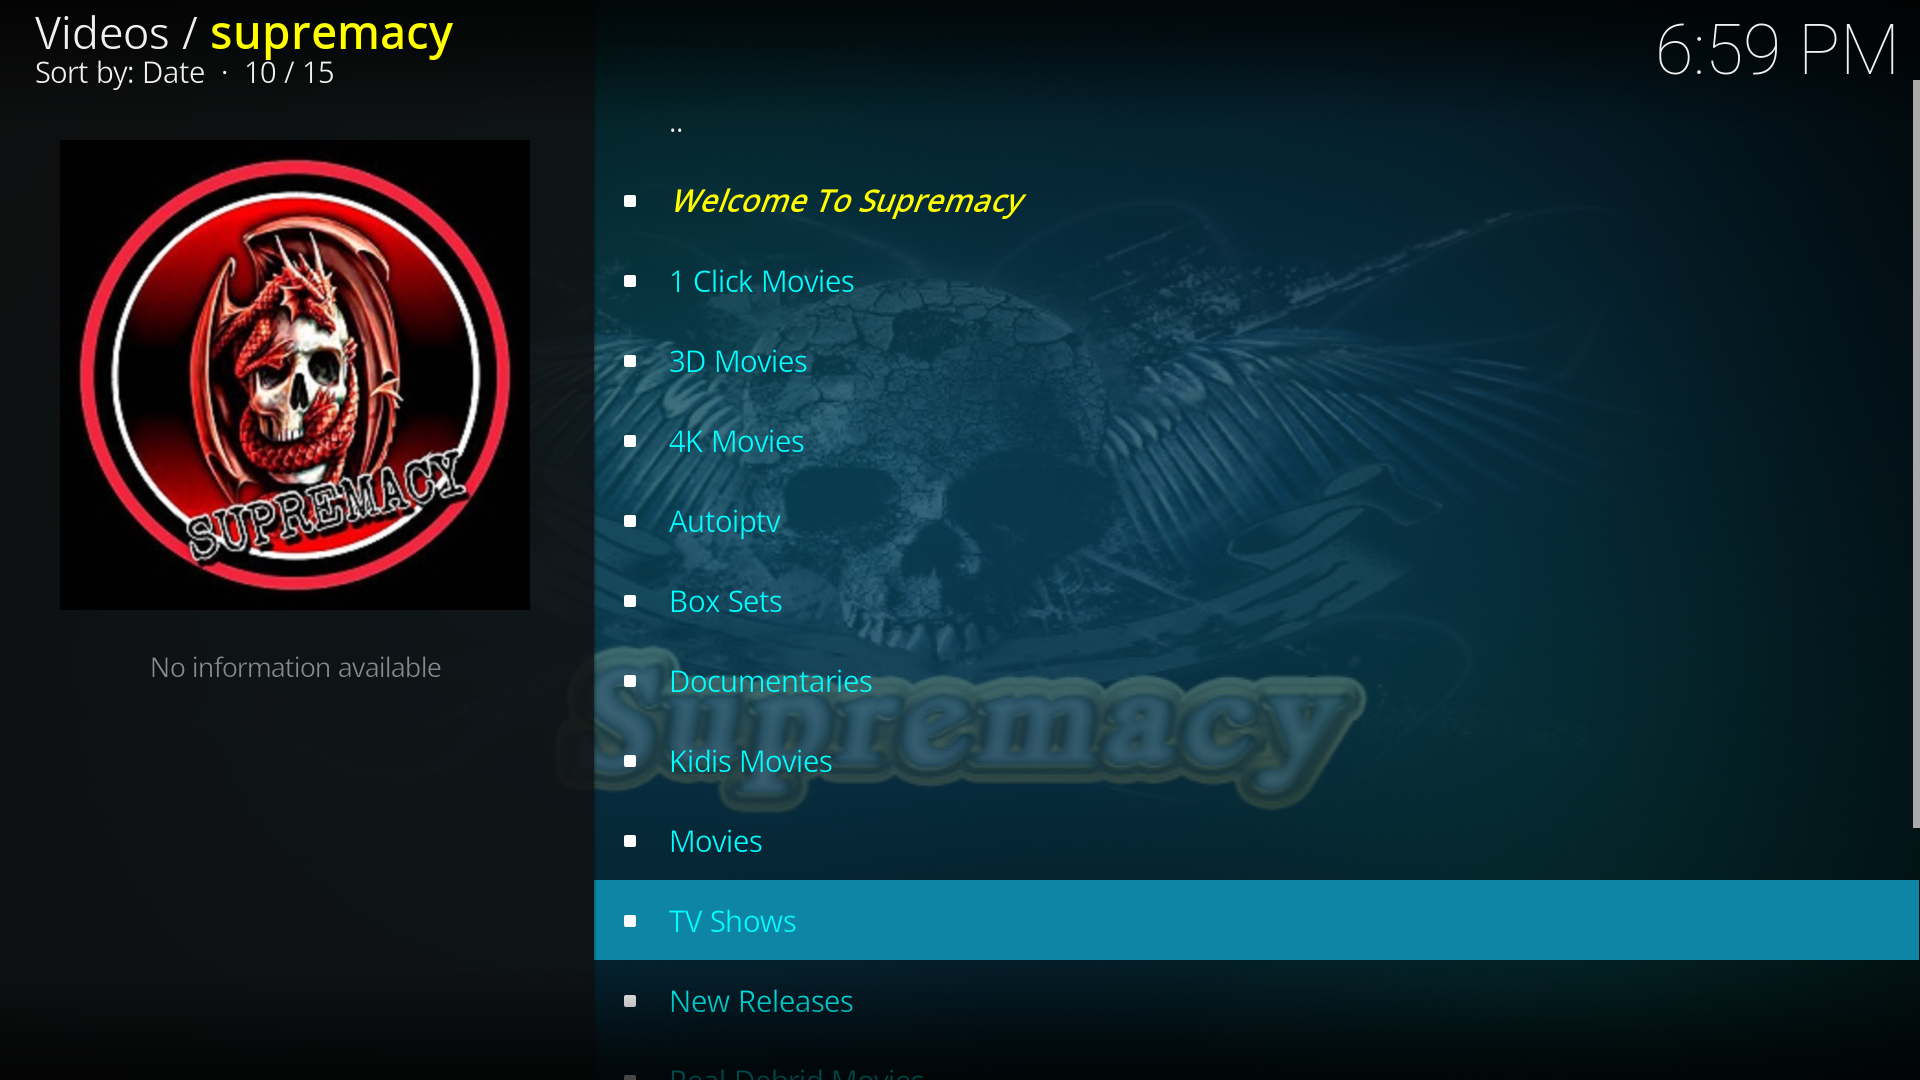 Videos / supremacy
Sort by: Date · 10 / 15
6:59 PM
SUPREMACY
No information available
..
Welcome To Supremacy
1 Click Movies
3D Movies
4K Movies
Autoiptv
Box Sets
Documentaries
Supremacy
Kidis Movies
Movies
TV Shows
New Releases
Real Debrid Movies